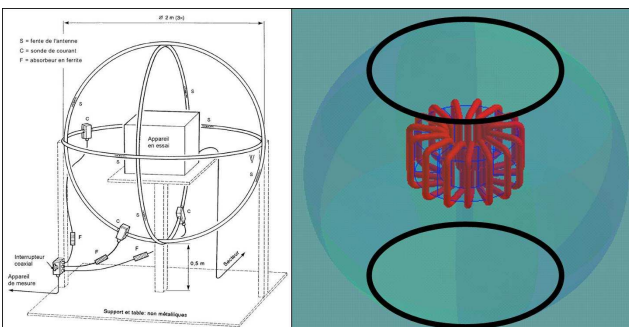 Ø 2 m (3x)
S = fente de l'antenne
C = sonde de courant
F = absorbeur en ferrite
S
S
C
S
Appareil
en essai
S
S
S
C
C
F
F
F
Interrupteur
coaxial
Appareil
de mesure
0,5 m
Secteur
Support et table: non métalliques